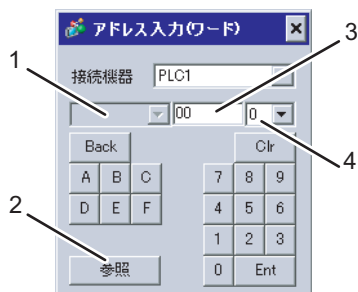 アドレス入力(ワード)
3
1
接続機器 PLC1
00 0
Back Clr
4
A B C 7 8 9
2
D E F 4 5 6
1 2 3
参照 0 Ent